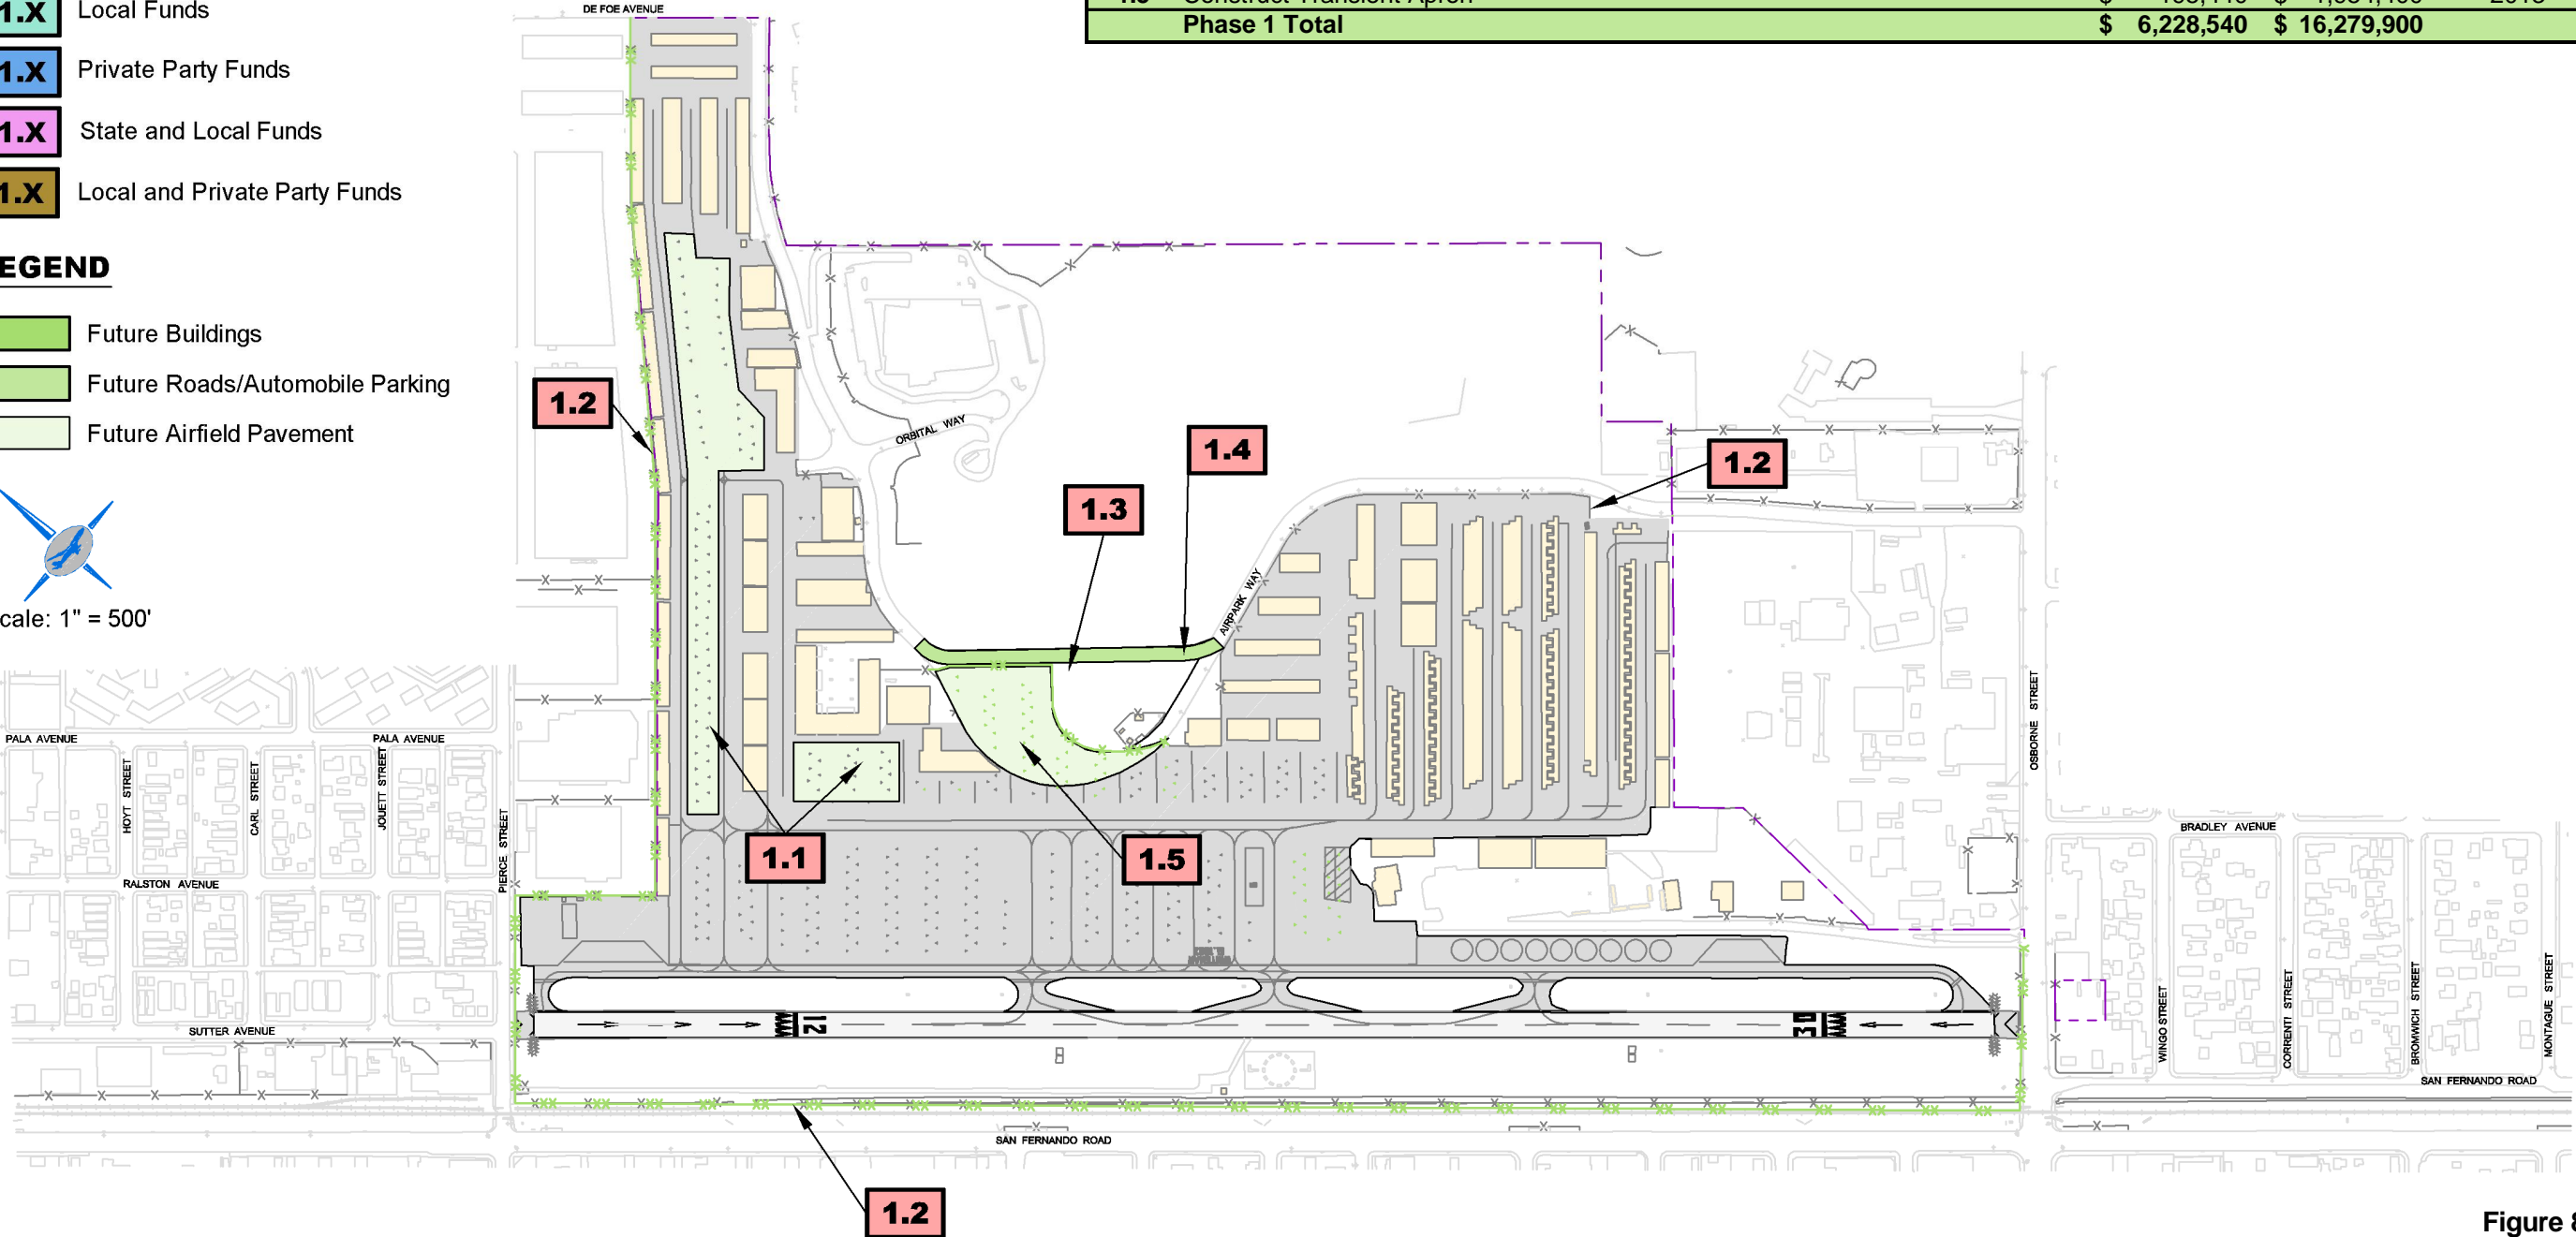 DE FOE AVENUE
Phase 1 Total $ 6,228,540 $ 16,279,900
1.X Local Funds
1.X Private Party Funds
1.X State and Local Funds
1.X Local and Private Party Funds
EGEND
Future Buildings
Future Roads/Automobile Parking
Future Airfield Pavement
cale: 1" = 500'
1.2
ORBITAL WAY
1.4
1.2
1.3
AIRPARK WAY
PALA AVENUE
PALA AVENUE
HOYT STREET
CARL STREET
JOUETT STREET
PIERCE STREET
OSBORNE STREET
1.1
1.5
BRADLEY AVENUE
RALSTON AVENUE
SUTTER AVENUE
12
30
WINGO STREET
CORRENTI STREET
BROMWICH STREET
MONTAGUE STREET
SAN FERNANDO ROAD
SAN FERNANDO ROAD
1.2
Figure 8